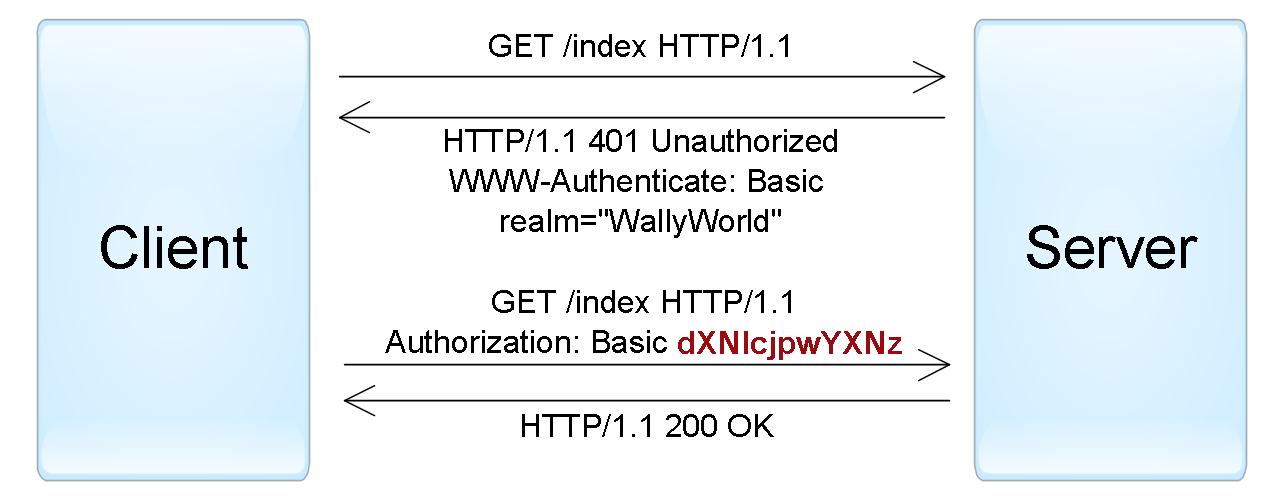 GET /index HTTP/1.1
HTTP/1.1 401 Unauthorized
WWW-Authenticate: Basic
realm="WallyWorld"
Client
Server
GET /index HTTP/1.1
Authorization: Basic dXNlcjpwYXNz
HTTP/1.1 200 OK